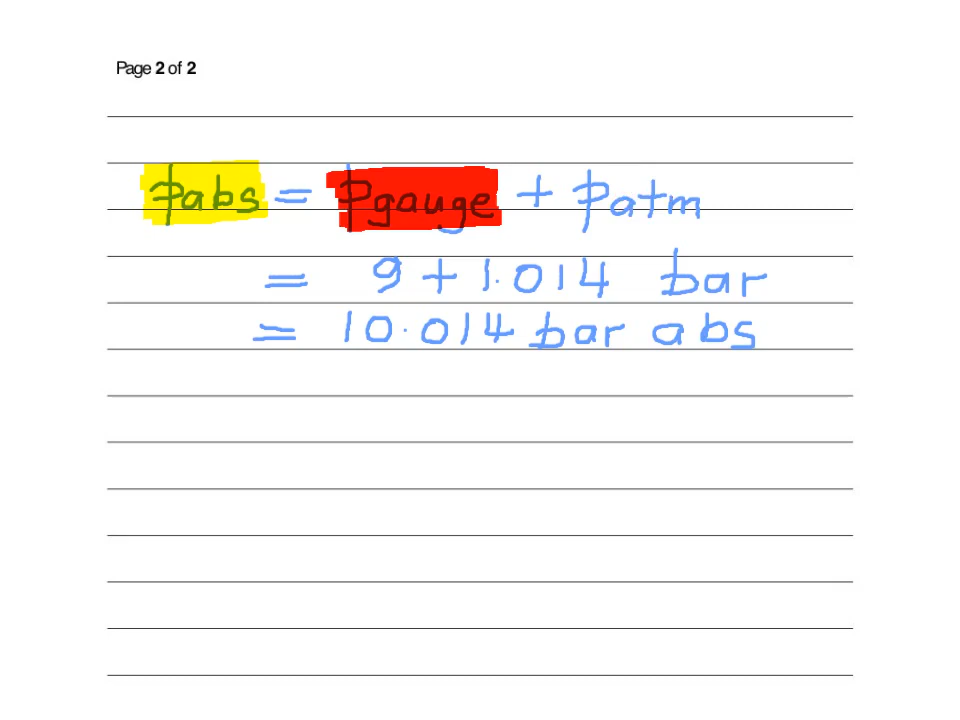 Page 2 of 2
pabs = pgauge + patm
= 9 + 1.014 bar
= 10.014 bar abs